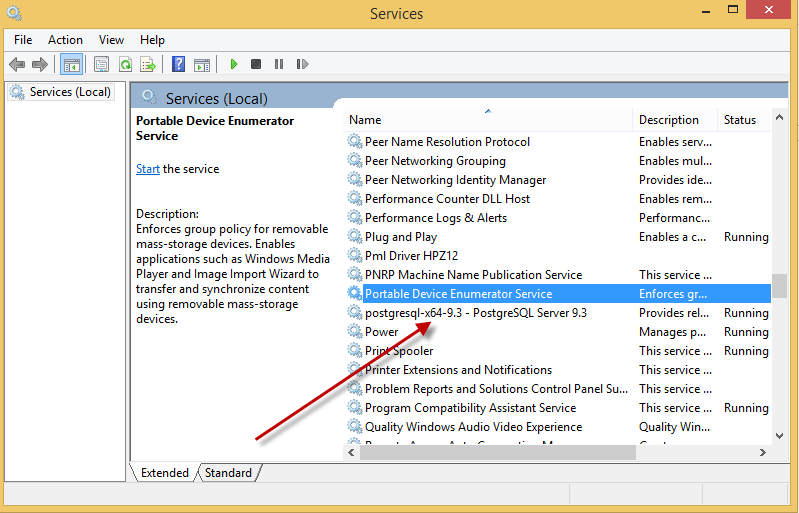 Services
File Action View Help
Services (Local)
Services (Local)
Portable Device Enumerator
Service
Start the service
Description:
Enforces group policy for removable
mass-storage devices. Enables
applications such as Windows Media
Player and Image Import Wizard to
transfer and synchronize content
using removable mass-storage
devices.
Name Description Status
Peer Name Resolution Protocol Enables serv...
Peer Networking Grouping Enables mul...
Peer Networking Identity Manager Provides ide...
Performance Counter DLL Host Enables rem...
Performance Logs & Alerts Performanc...
Plug and Play Enables a c... Running
Pml Driver HPZ12
PNRP Machine Name Publication Service This service ...
Portable Device Enumerator Service Enforces gr...
postgresql-x64-9.3 - PostgreSQL Server 9.3 Provides rel... Running
Power Manages p... Running
Print Spooler This service ... Running
Printer Extensions and Notifications This service ...
Problem Reports and Solutions Control Panel Su... This service ...
Program Compatibility Assistant Service This service ... Running
Quality Windows Audio Video Experience Quality Win...
Extended Standard